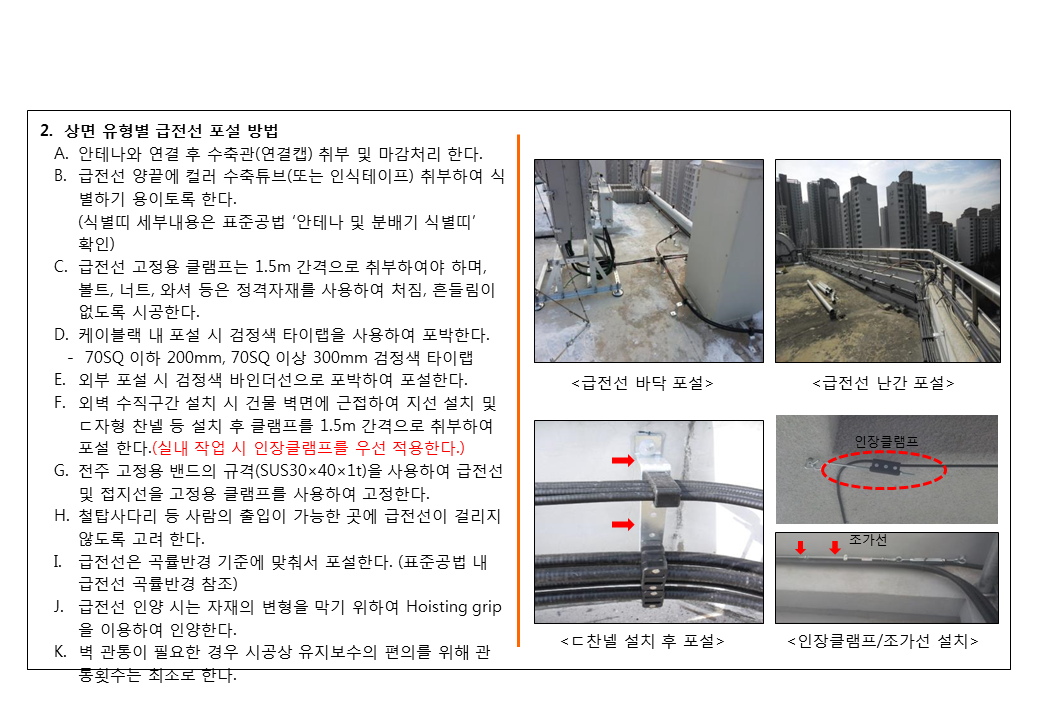 2. 상면 유형별 급전선 포설 방법
A. 안테나와 연결 후 수축관(연결캡) 취부 및 마감처리 한다.
B. 급전선 양끝에 컬러 수축튜브(또는 인식테이프) 취부하여 식
별하기 용이토록 한다.
(식별띠 세부내용은 표준공법 ‘안테나 및 분배기 식별띠’
확인)
C. 급전선 고정용 클램프는 1.5m 간격으로 취부하여야 하며,
볼트, 너트, 와셔 등은 정격자재를 사용하여 처짐, 흔들림이
없도록 시공한다.
D. 케이블랙 내 포설 시 검정색 타이랩을 사용하여 포박한다.
- 70SQ 이하 200mm, 70SQ 이상 300mm 검정색 타이랩
E. 외부 포설 시 검정색 바인더선으로 포박하여 포설한다.
F. 외벽 수직구간 설치 시 건물 벽면에 근접하여 지선 설치 및
ㄷ자형 찬넬 등 설치 후 클램프를 1.5m 간격으로 취부하여
포설 한다.(실내 작업 시 인장클램프를 우선 적용한다.)
G. 전주 고정용 밴드의 규격(SUS30×40×1t)을 사용하여 급전선
및 접지선을 고정용 클램프를 사용하여 고정한다.
H. 철탑사다리 등 사람의 출입이 가능한 곳에 급전선이 걸리지
않도록 고려 한다.
I. 급전선은 곡률반경 기준에 맞춰서 포설한다. (표준공법 내
급전선 곡률반경 참조)
J. 급전선 인양 시는 자재의 변형을 막기 위하여 Hoisting grip
을 이용하여 인양한다.
K. 벽 관통이 필요한 경우 시공상 유지보수의 편의를 위해 관
통횟수는 최소로 한다.
<급전선 바닥 포설>
<급전선 난간 포설>
인장클램프
조가선
<ㄷ찬넬 설치 후 포설>
<인장클램프/조가선 설치>